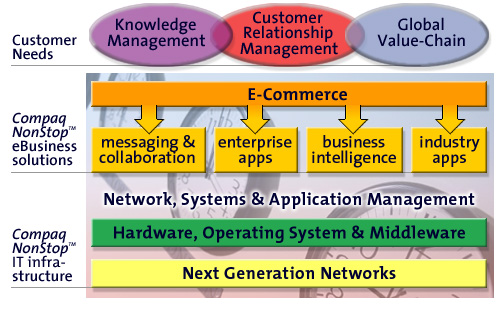 Customer
Needs
Knowledge
Management
Customer
Relationship
Management
Global
Value-Chain
Compaq
NonStop™
eBusiness
solutions
E-Commerce
messaging &
collaboration
enterprise
apps
business
intelligence
industry
apps
Network, Systems & Application Management
Compaq
NonStop™
IT infra-
structure
Hardware, Operating System & Middleware
Next Generation Networks